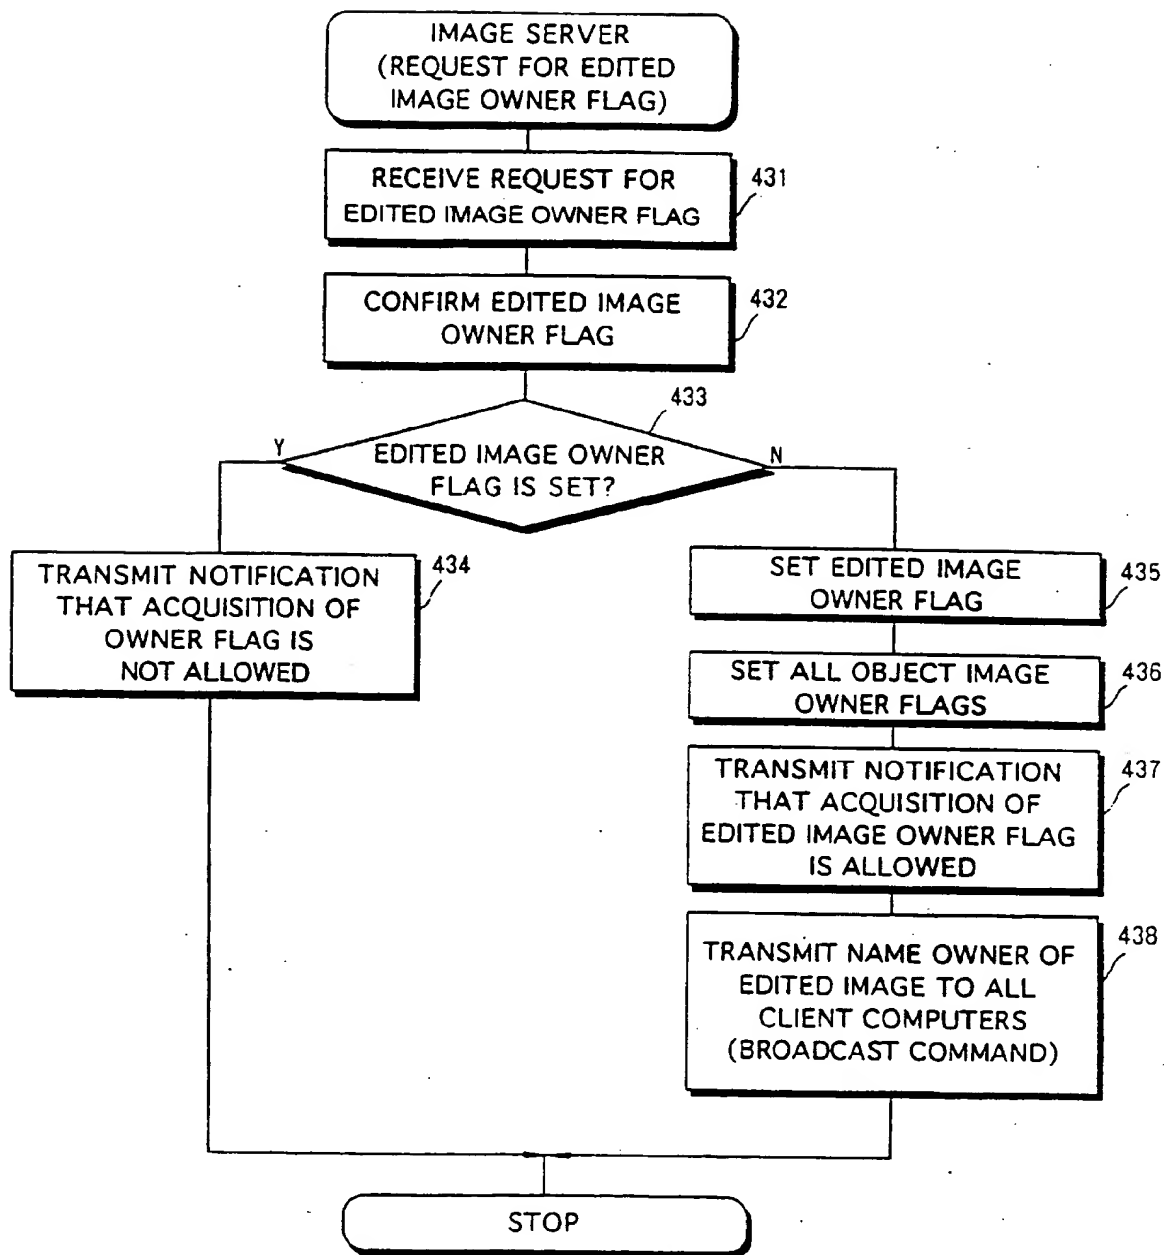 IMAGE SERVER
(REQUEST FOR EDITED
IMAGE OWNER FLAG)
RECEIVE REQUEST FOR
EDITED IMAGE OWNER FLAG
431
CONFIRM EDITED IMAGE
OWNER FLAG
432
433
Y
EDITED IMAGE OWNER
FLAG IS SET?
N
TRANSMIT NOTIFICATION
THAT ACQUISITION OF
OWNER FLAG IS
NOT ALLOWED
434
SET EDITED IMAGE
OWNER FLAG
435
SET ALL OBJECT IMAGE
OWNER FLAGS
436
TRANSMIT NOTIFICATION
THAT ACQUISITION OF
EDITED IMAGE OWNER FLAG
IS ALLOWED
437
TRANSMIT NAME OWNER OF
EDITED IMAGE TO ALL
CLIENT COMPUTERS
(BROADCAST COMMAND)
438
STOP